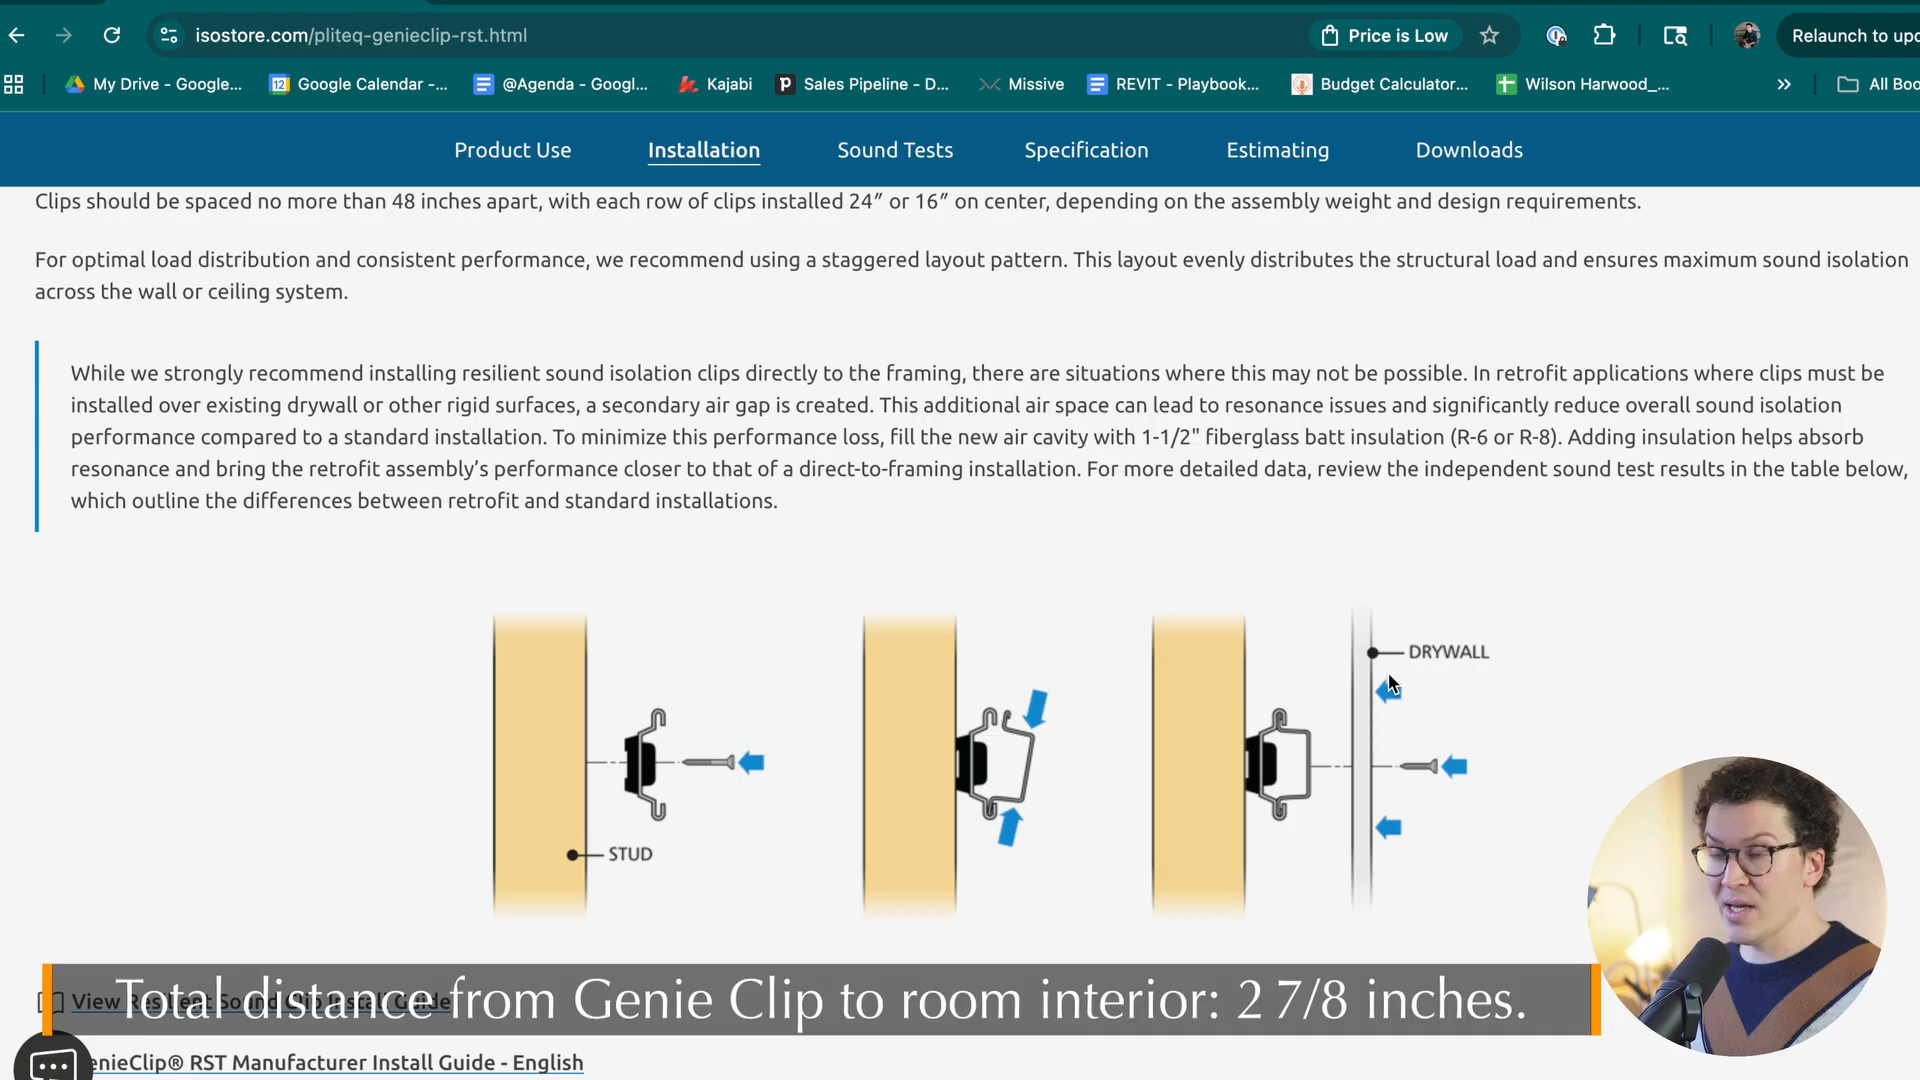 isostore.com/pliteq-genieclip-rst.html
Price is Low
Relaunch to upd
My Drive - Google...
12
Google Calendar -...
@Agenda - Googl...
Kajabi
Sales Pipeline - D...
Missive
REVIT - Playbook...
Budget Calculator...
Wilson Harwood_...
All Boo
Product Use
Installation
Sound Tests
Specification
Estimating
Downloads
Clips should be spaced no more than 48 inches apart, with each row of clips installed 24″ or 16″ on center, depending on the assembly weight and design requirements.
For optimal load distribution and consistent performance, we recommend using a staggered layout pattern. This layout evenly distributes the structural load and ensures maximum sound isolation
across the wall or ceiling system.
While we strongly recommend installing resilient sound isolation clips directly to the framing, there are situations where this may not be possible. In retrofit applications where clips must be
installed over existing drywall or other rigid surfaces, a secondary air gap is created. This additional air space can lead to resonance issues and significantly reduce overall sound isolation
performance compared to a standard installation. To minimize this performance loss, fill the new air cavity with 1-1/2" fiberglass batt insulation (R-6 or R-8). Adding insulation helps absorb
resonance and bring the retrofit assembly’s performance closer to that of a direct-to-framing installation. For more detailed data, review the independent sound test results in the table below,
which outline the differences between retrofit and standard installations.
DRYWALL
STUD
View Resilient Sound Clip Install Guide
Total distance from Genie Clip to room interior: 2 7/8 inches.
enieClip® RST Manufacturer Install Guide - English